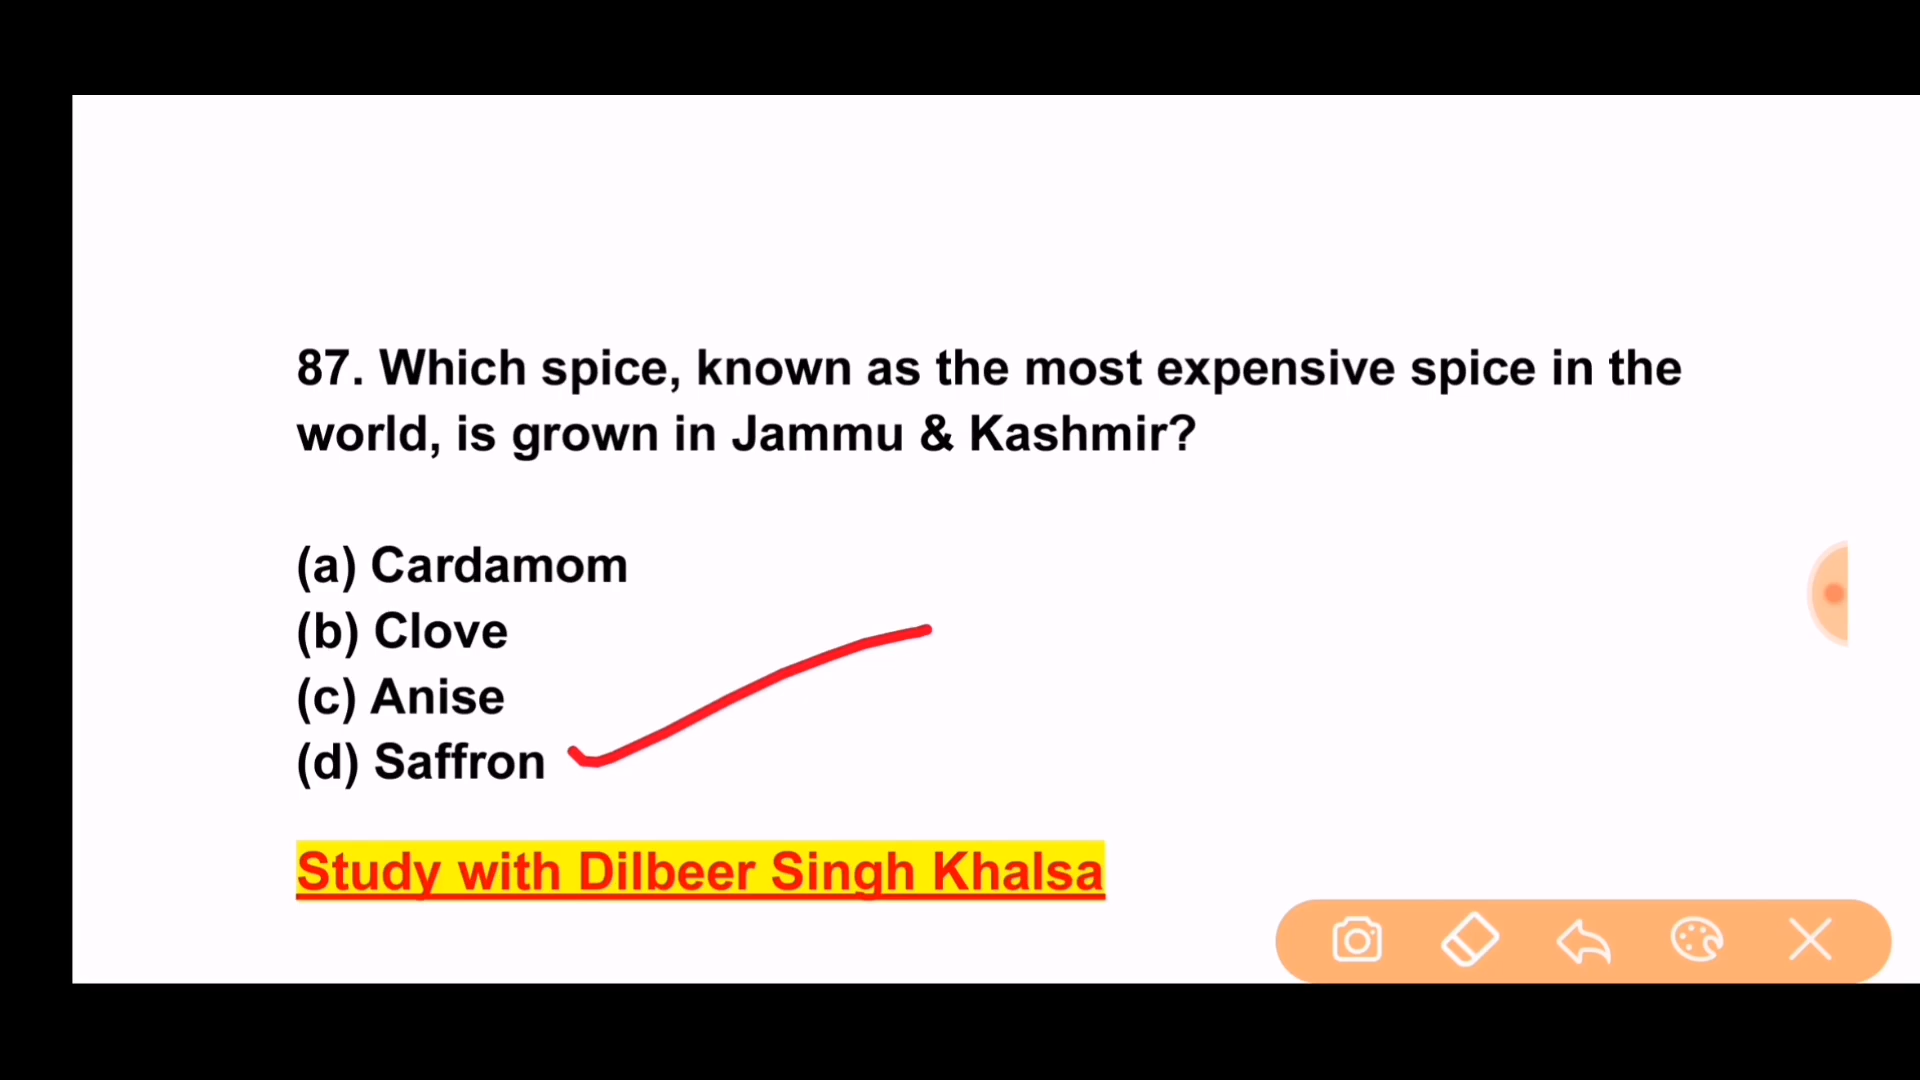 87. Which spice, known as the most expensive spice in the
world, is grown in Jammu & Kashmir?
(a) Cardamom
(b) Clove
(c) Anise
(d) Saffron
Study with Dilbeer Singh Khalsa